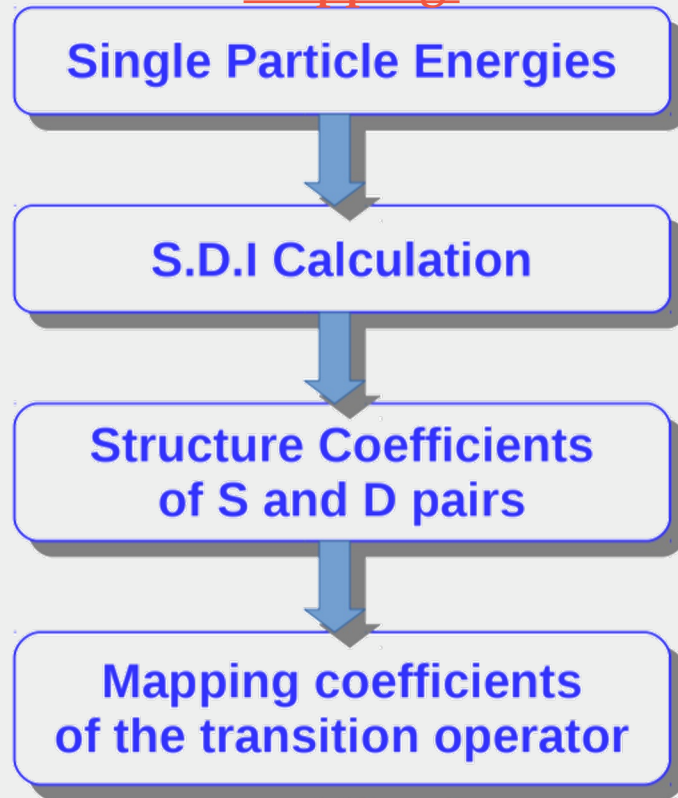 Single Particle Energies
S.D.I Calculation
Structure Coefficients
of S and D pairs
Mapping coefficients
of the transition operator